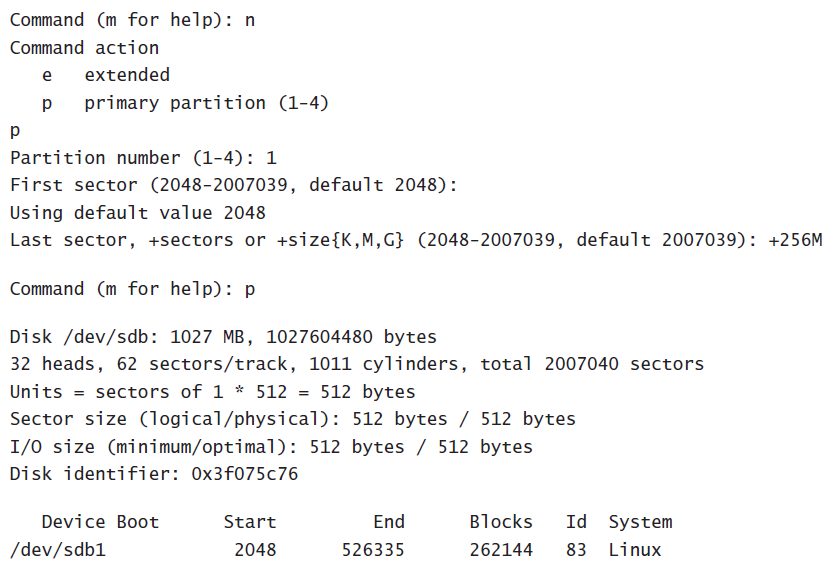 Command (m for help): n
Command action
   e   extended
   p   primary partition (1-4)
p
Partition number (1-4): 1
First sector (2048-2007039, default 2048):
Using default value 2048
Last sector, +sectors or +size{K,M,G} (2048-2007039, default 2007039): +256M
Command (m for help): p
Disk /dev/sdb: 1027 MB, 1027604480 bytes
32 heads, 62 sectors/track, 1011 cylinders, total 2007040 sectors
Units = sectors of 1 * 512 = 512 bytes
Sector size (logical/physical): 512 bytes / 512 bytes
I/O size (minimum/optimal): 512 bytes / 512 bytes
Disk identifier: 0x3f075c76
   Device Boot      Start         End      Blocks   Id  System
/dev/sdb1            2048      526335      262144   83  Linux